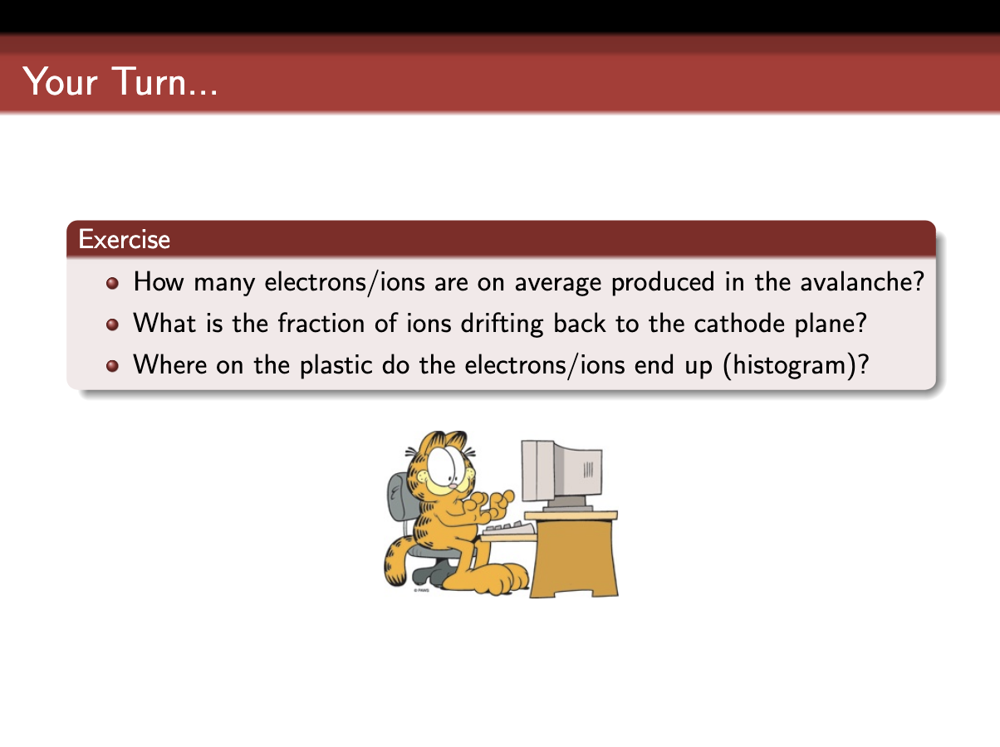 Your Turn...
Exercise
How many electrons/ions are on average produced in the avalanche?
What is the fraction of ions drifting back to the cathode plane?
Where on the plastic do the electrons/ions end up (histogram)?
© PAWS